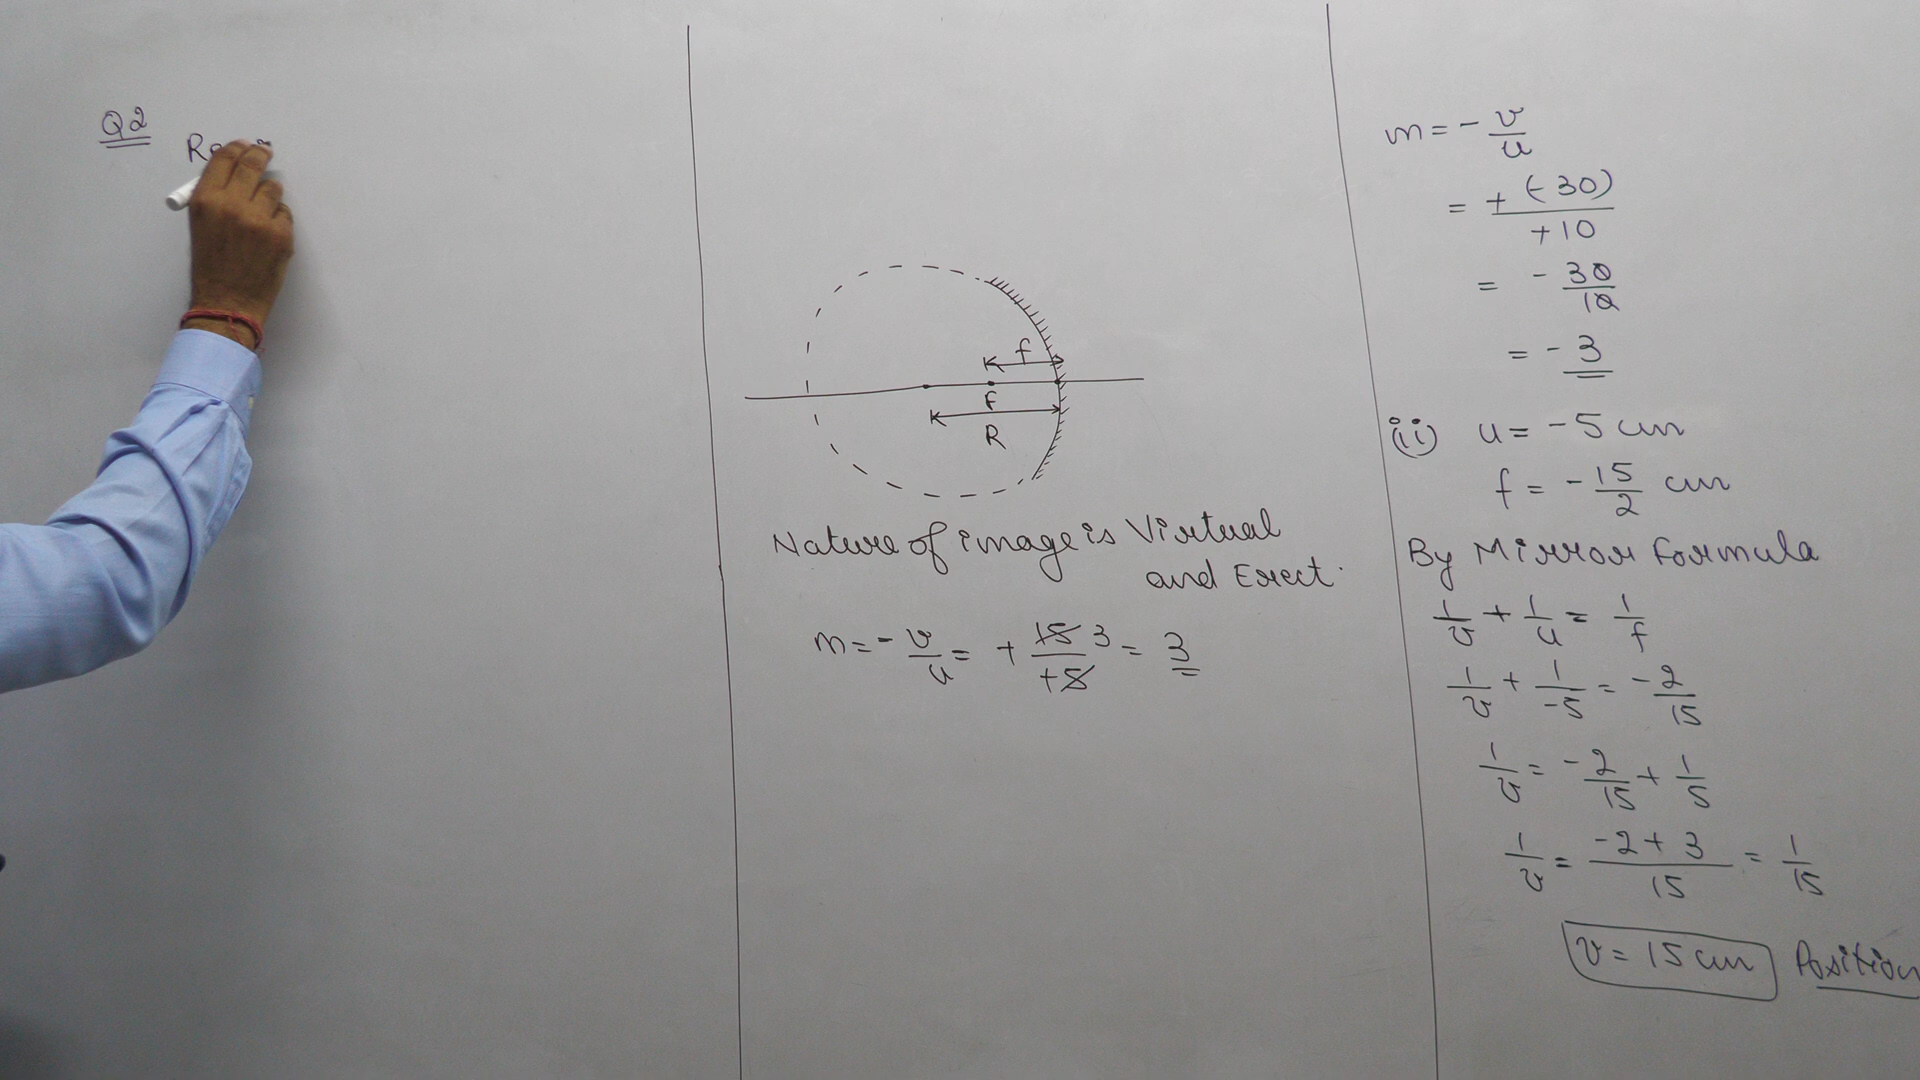 Q2
f
F
R
Nature of image is Virtual
and Erect.
m = - v/u = + 15/+5 3 = 3
m = - v/u
= + (-30)/+10
= - 30/10
= - 3
(ii) u = -5 cm
f = - 15/2 cm
By Mirror Formula
1/v + 1/u = 1/f
1/v + 1/-5 = - 2/15
1/v = - 2/15 + 1/5
1/v = -2 + 3/15 = 1/15
v = 15 cm Position